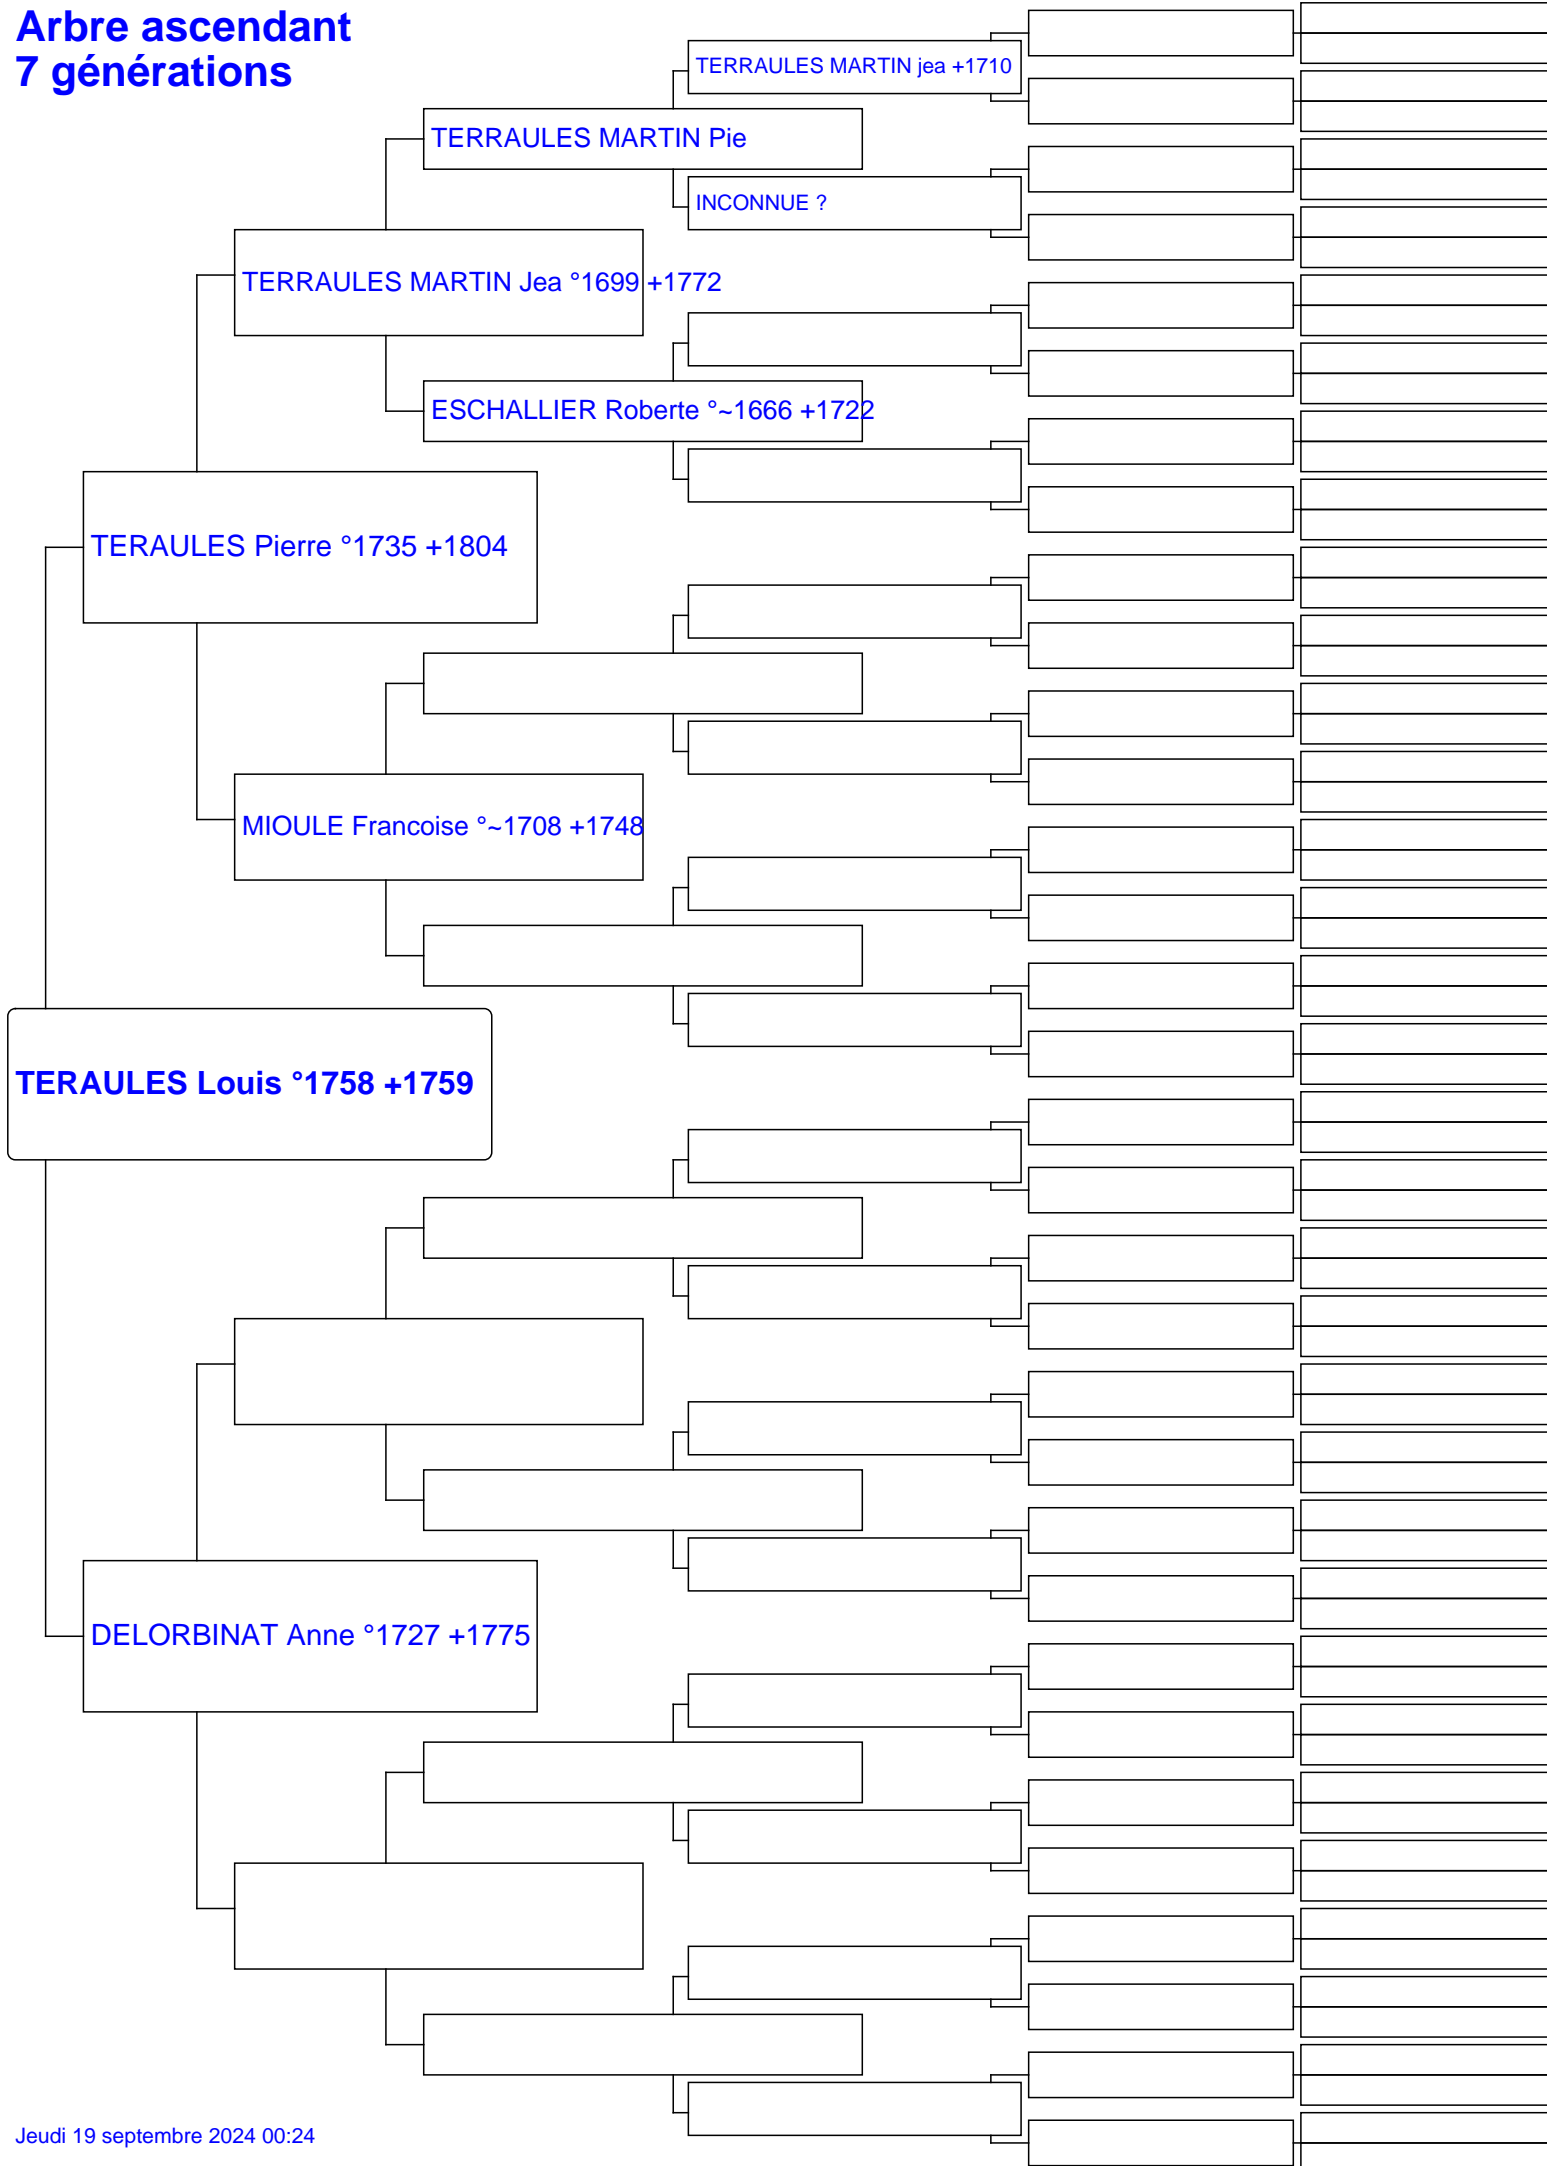 Arbre ascendant
7 générations
TERRAULES MARTIN jea +1710
TERRAULES MARTIN Pie
INCONNUE ?
TERRAULES MARTIN Jea °1699 +1772
ESCHALLIER Roberte °~1666 +1722
TERAULES Pierre °1735 +1804
MIOULE Francoise °~1708 +1748
TERAULES Louis °1758 +1759
DELORBINAT Anne °1727 +1775
Jeudi 19 septembre 2024 00:24